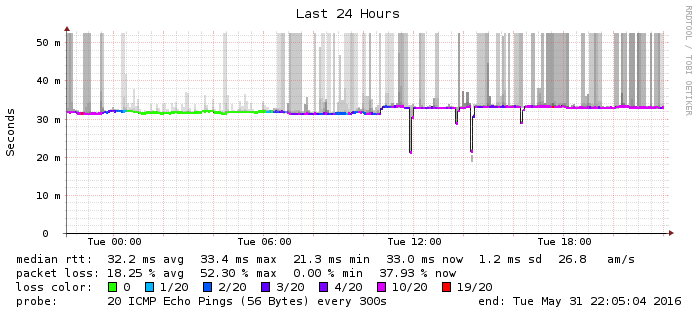 Last 24 Hours
RRDTOOL / TOBI OETIKER
Seconds
50 m
40 m
30 m
20 m
10 m
0
Tue 00:00 Tue 06:00 Tue 12:00 Tue 18:00
median rtt: 32.2 ms avg 33.4 ms max 21.3 ms min 33.0 ms now 1.2 ms sd 26.8 am/s
packet loss: 18.25 % avg 52.30 % max 0.00 % min 37.93 % now
loss color: 0 1/20 2/20 3/20 4/20 10/20 19/20
probe: 20 ICMP Echo Pings (56 Bytes) every 300s end: Tue May 31 22:05:04 2016